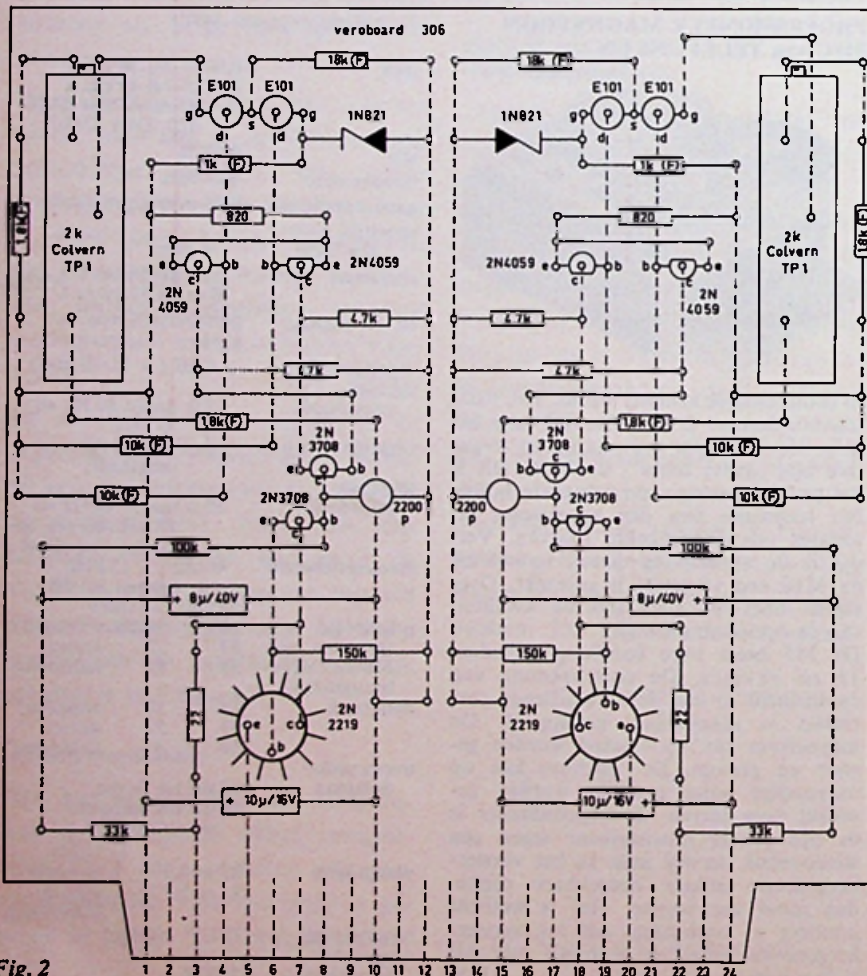 veroboard 306
18k (F)
18k (F)
E101 E101
E101 E101
g s g
g s g
d d
d d
1N821
1N821
1k (F)
1k (F)
1,8k(F)
2k
Colvern
TP1
820
820
2k
Colvern
TP1
1,8k(F)
e b b e 2N4059
2N4059 e b b e
c c
c c
2N
4059
2N
4059
4,7k
4,7k
4,7k
4,7k
1,8k(F)
1,8k(F)
2N
3708
2N
3708
10k (F)
10k (F)
e b
b e
c
c
10k (F)
2200
p
2200
p
10k (F)
2N3708
2N3708
e b
b e
c
c
100k
100k
+ 8µ/40V
8µ/40V +
150k
150k
22
22
e c
c e
b
b
2N
2219
2N
2219
+ 10µ/16V
10µ/16V +
33k
33k
1 2 3 4 5 6 7 8 9 10 11 12 13 14 15 16 17 18 19 20 21 22 23 24
Fig. 2